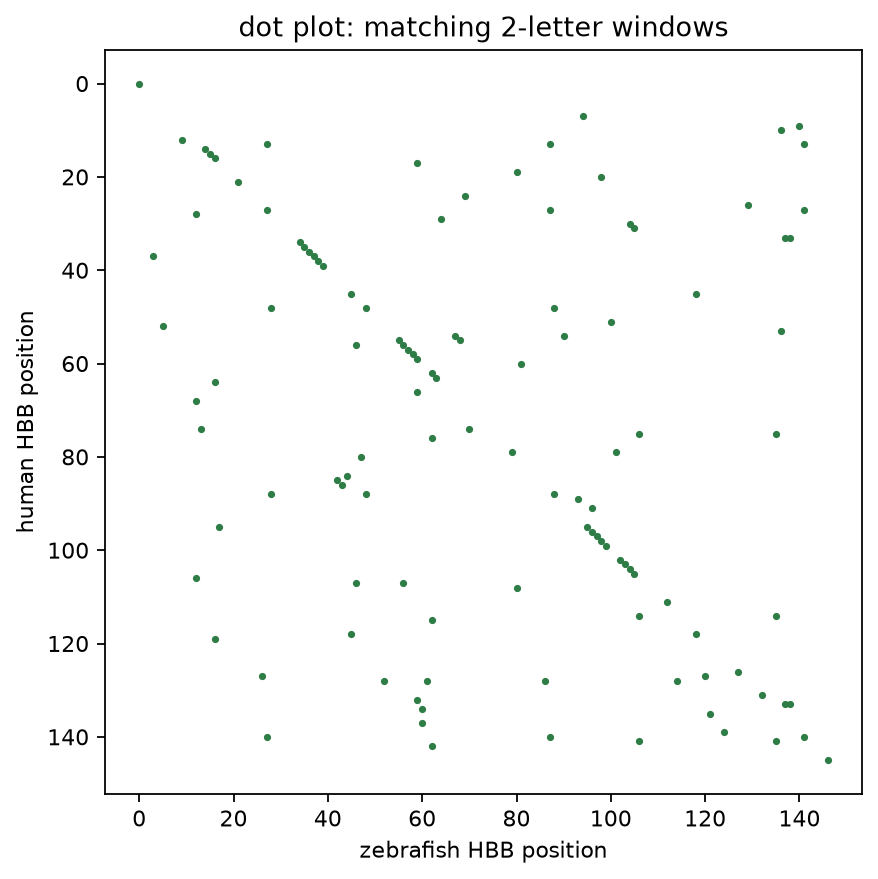 dot plot: matching 2-letter windows
human HBB position
0
20
40
60
80
100
120
140
0 20 40 60 80 100 120 140
zebrafish HBB position